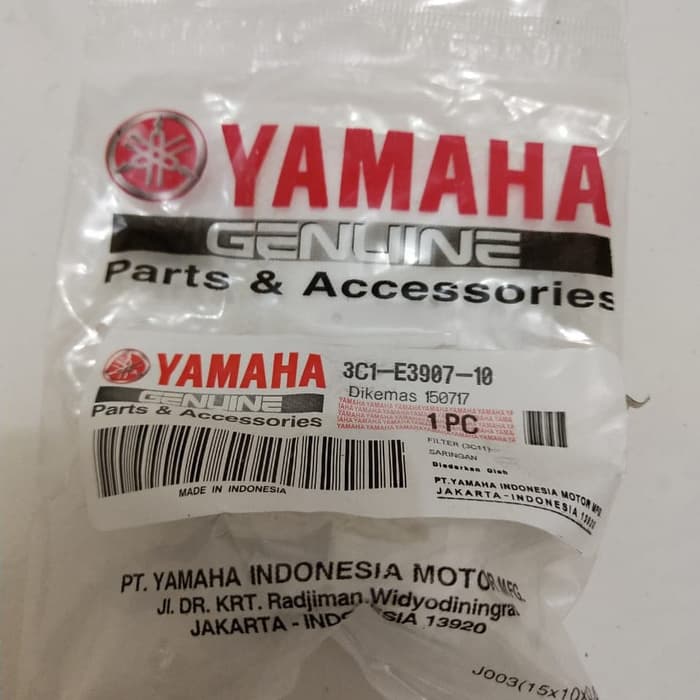 YAMAHA
GENUINE
Parts & Accessories
YAMAHA
GENUINE
Parts & Accessories
MADE IN INDONESIA
3C1-E3907-10
Dikemas 150717
1 PC
FILTER (3C11)
SARINGAN
Diedarkan Oleh
PT.YAMAHA INDONESIA MOTOR MFG
JAKARTA-INDONESIA 13920
PT. YAMAHA INDONESIA MOTOR MFG.
Jl. DR. KRT. Radjiman Widyodiningra
JAKARTA - INDONESIA 13920